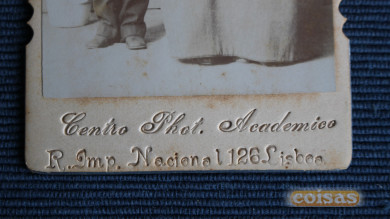 Centro Phot. Academico
R. Imp. Nacional 126 Lisboa
coisas